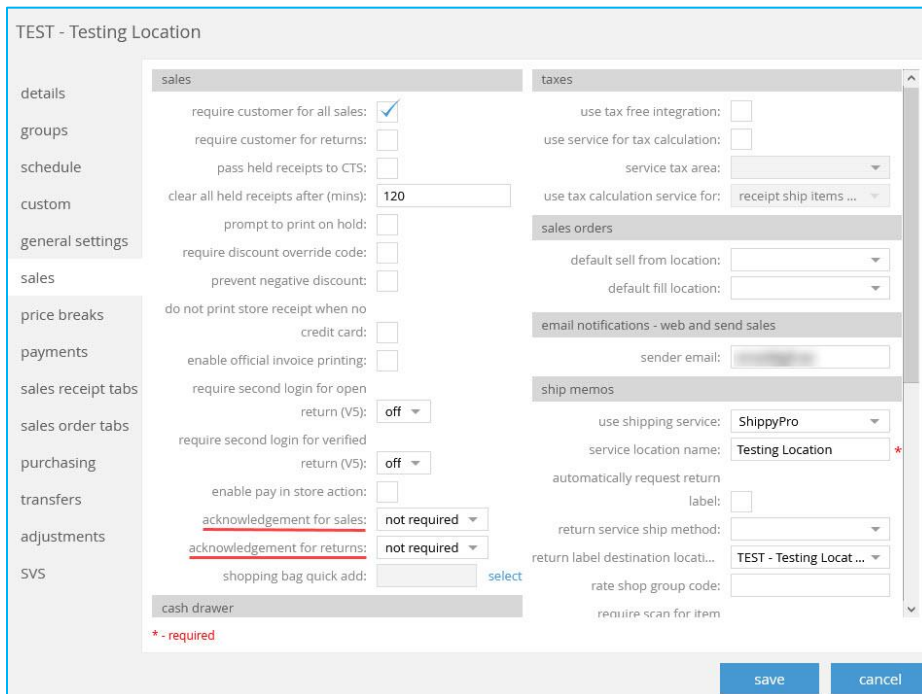 TEST - Testing Location
details
groups
schedule
custom
general settings
sales
price breaks
payments
sales receipt tabs
sales order tabs
purchasing
transfers
adjustments
SVS
sales
require customer for all sales:
require customer for returns:
pass held receipts to CTS:
clear all held receipts after (mins): 120
prompt to print on hold:
require discount override code:
prevent negative discount:
do not print store receipt when no
credit card:
enable official invoice printing:
require second login for open
return (V5): off
require second login for verified
return (V5): off
enable pay in store action:
acknowledgement for sales: not required
acknowledgement for returns: not required
shopping bag quick add: select
cash drawer
* - required
taxes
use tax free integration:
use service for tax calculation:
service tax area:
use tax calculation service for: receipt ship items ...
sales orders
default sell from location:
default fill location:
email notifications - web and send sales
sender email:
ship memos
use shipping service: ShippyPro
service location name: Testing Location *
automatically request return
label:
return service ship method:
return label destination locati... TEST - Testing Locat ...
rate shop group code:
require scan for item
save
cancel